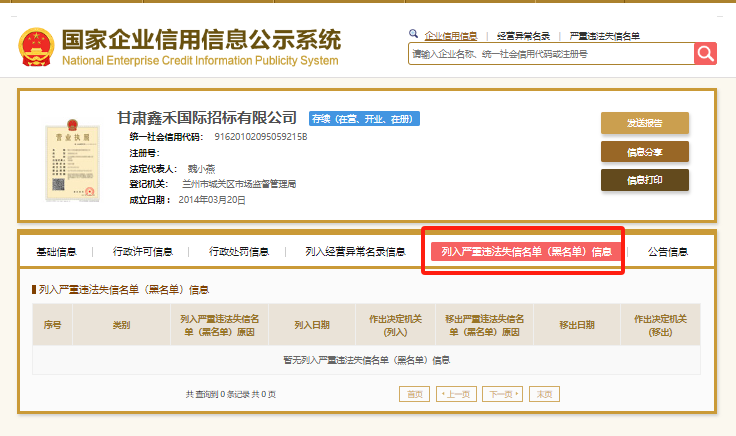 国家企业信用信息公示系统
National Enterprise Credit Information Publicity System
企业信用信息 | 经营异常名录 | 严重违法失信名单
请输入企业名称、统一社会信用代码或注册号
营业执照
甘肃鑫禾国际招标有限公司 存续（在营、开业、在册）
统一社会信用代码： 91620102095059215B
注册号：
法定代表人： 魏小燕
登记机关： 兰州市城关区市场监督管理局
成立日期： 2014年03月20日
发送报告
信息分享
信息打印
基础信息 | 行政许可信息 | 行政处罚信息 | 列入经营异常名录信息 | 列入严重违法失信名单（黑名单）信息 | 公告信息
列入严重违法失信名单（黑名单）信息
序号 类别 列入严重违法失信名单（黑名单）原因 列入日期 作出决定机关(列入) 移出严重违法失信名单（黑名单）原因 移出日期 作出决定机关(移出)
暂无列入严重违法失信名单（黑名单）信息
共 查询到 0 条记录 共 0 页 首页 上一页 下一页 末页